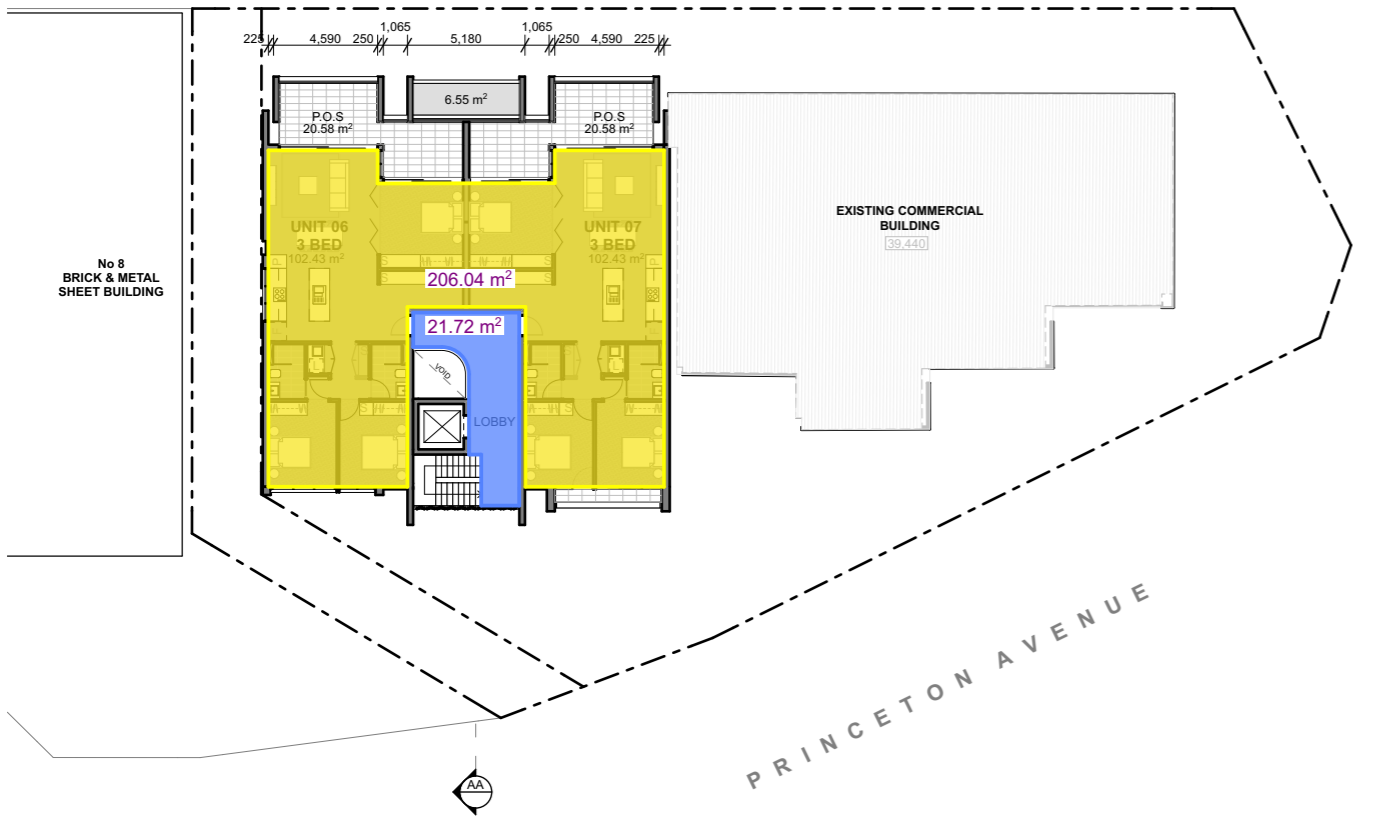 1,065 1,065
225 4,590 250 5,180 250 4,590 225
6.55 m²
P.O.S
20.58 m²
P.O.S
20.58 m²
UNIT 06
3 BED
102.43 m²
UNIT 07
3 BED
102.43 m²
S S
P P
S S
206.04 m²
21.72 m²
VOID
L L
LOBBY
S S
EXISTING COMMERCIAL
BUILDING
39,440
No 8
BRICK & METAL
SHEET BUILDING
PRINCETON AVENUE
AA